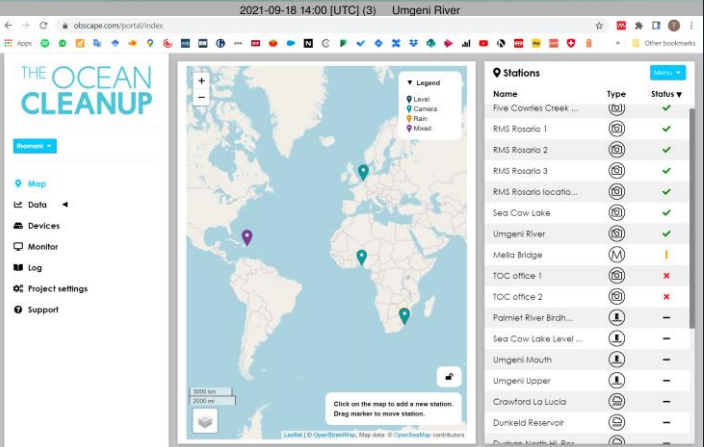 2021-09-18 14:00 [UTC] (3) Umgeni River
obscape.com/portal/index
Apps
Other bookmarks
THE OCEAN
CLEANUP
Map
Data
Devices
Monitor
Log
Project settings
Support
+
−
Legend
Level
Camera
Rain
Mixed
3000 km
2000 mi
Click on the map to add a new station.
Drag marker to move station.
Leaflet | © OpenStreetMap, Map data: © OpenSeaMap contributors
Stations
Menu
Name Type Status
Five Cowries Creek ...
RMS Rosario 1
RMS Rosario 2
RMS Rosario 3
RMS Rosario locatio...
Sea Cow Lake
Umgeni River
Mella Bridge M !
TOC office 1
TOC office 2
Palmiet River Birdh...
Sea Cow Lake Level ...
Umgeni Mouth
Umgeni Upper
Crawford La Lucia
Dunkeld Reservoir